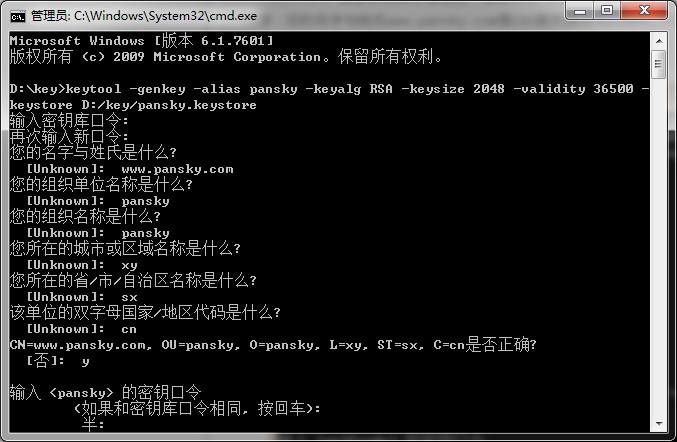 管理员: C:\Windows\System32\cmd.exe
Microsoft Windows [版本 6.1.7601]
版权所有 (c) 2009 Microsoft Corporation。保留所有权利。
D:\key>keytool -genkey -alias pansky -keyalg RSA -keysize 2048 -validity 36500 -
keystore D:/key/pansky.keystore
输入密钥库口令:
再次输入新口令:
您的名字与姓氏是什么?
[Unknown]: www.pansky.com
您的组织单位名称是什么?
[Unknown]: pansky
您的组织名称是什么?
[Unknown]: pansky
您所在的城市或区域名称是什么?
[Unknown]: xy
您所在的省/市/自治区名称是什么?
[Unknown]: sx
该单位的双字母国家/地区代码是什么?
[Unknown]: cn
CN=www.pansky.com, OU=pansky, O=pansky, L=xy, ST=sx, C=cn是否正确?
[否]: y
输入 <pansky> 的密钥口令
(如果和密钥库口令相同, 按回车):
半: